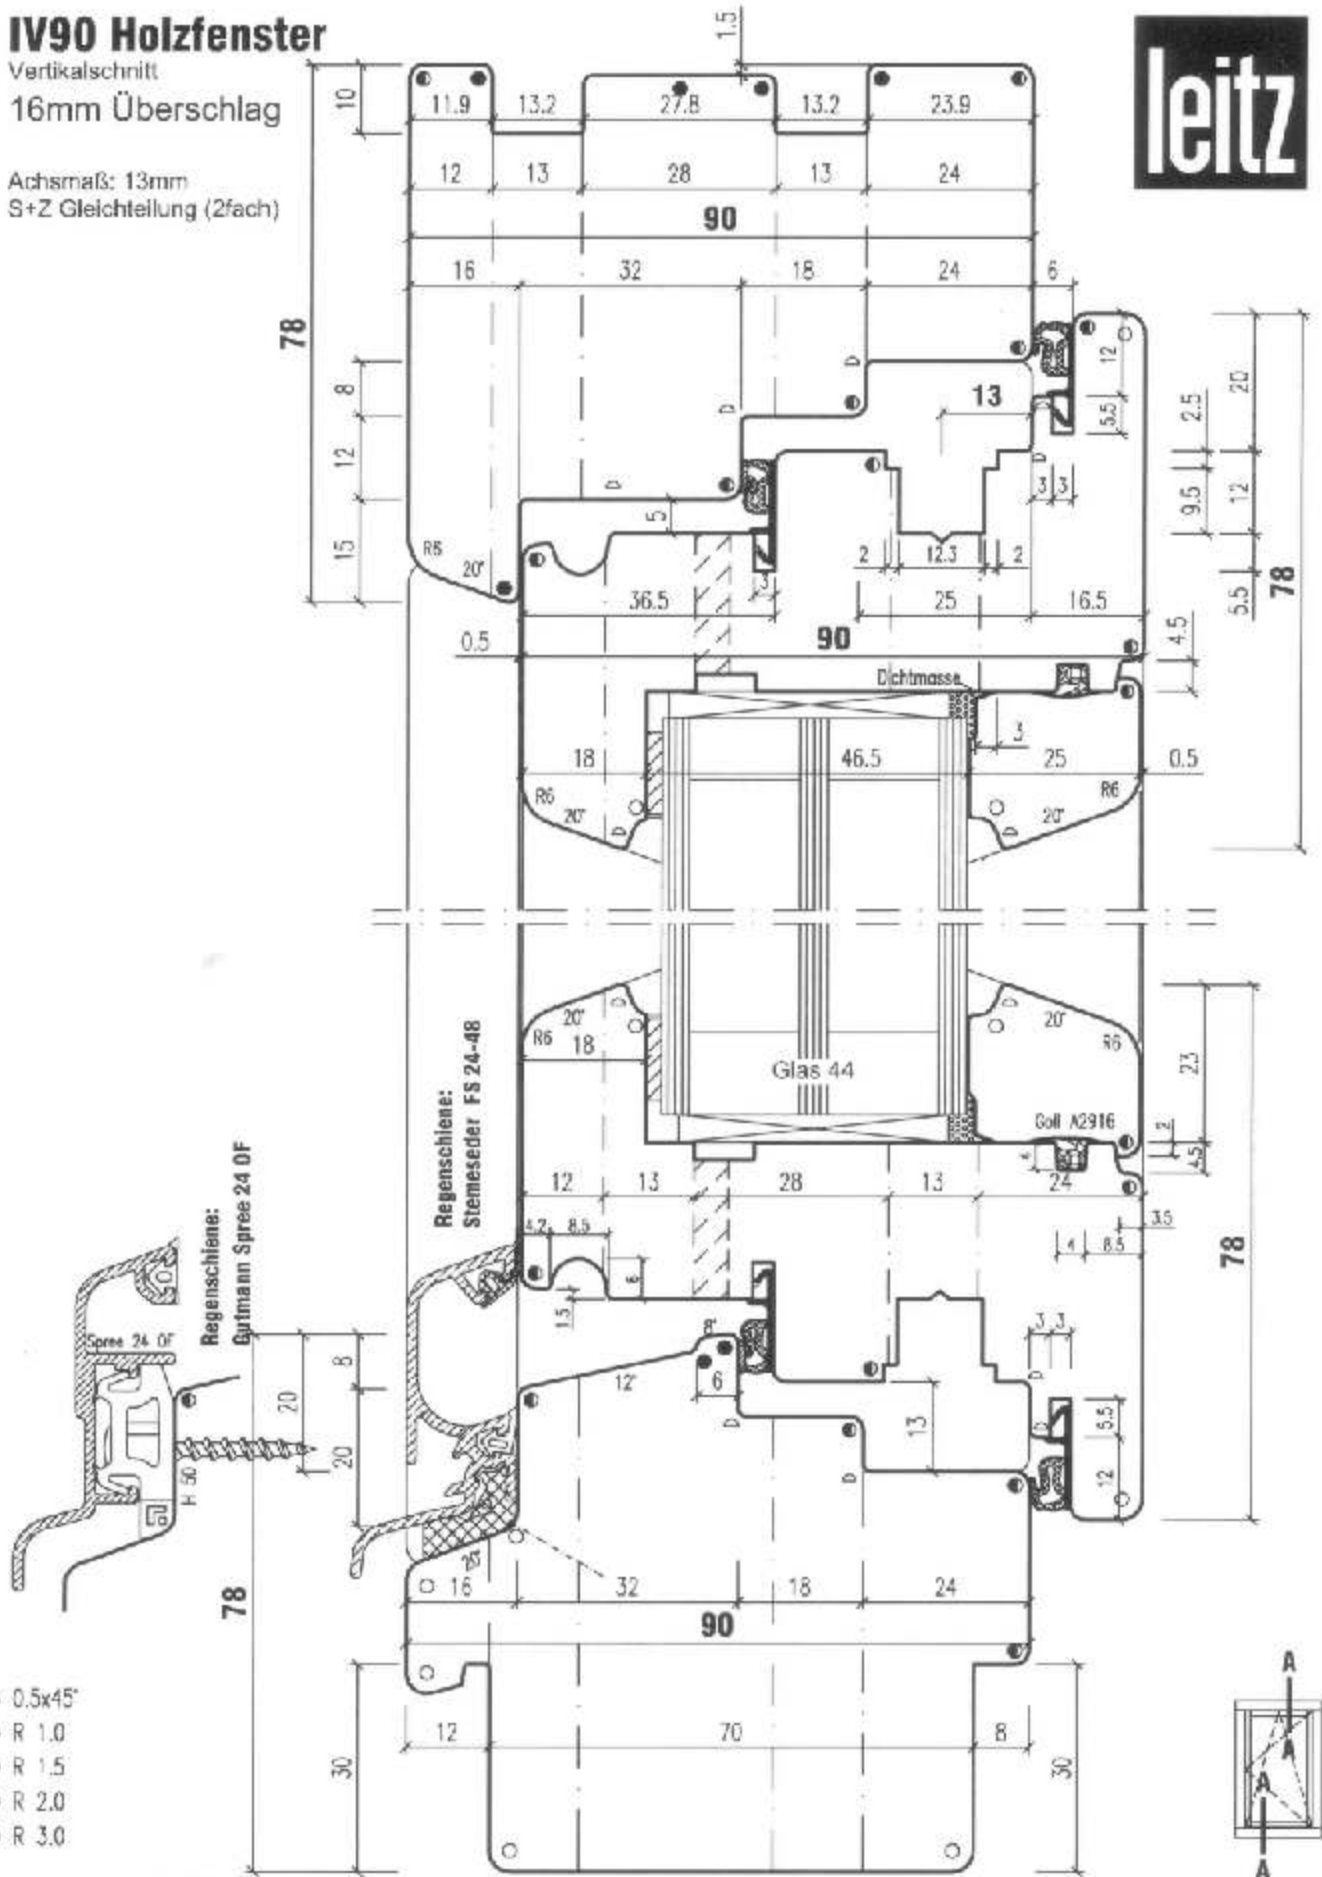 IV90 Holzfenster
Vertikalschnitt
16mm Überschlag
Achsmaß: 13mm
S+Z Gleichteilung (2fach)
leitz
1.5
10
11.9 13.2 27.8 13.2 23.9
12 13 28 13 24
90
16 32 18 24 6
78
8
12
15
D
D
D
13
12
5.5
D
D
20
2.5
9.5
12
5.5
78
3 3
5
R6
20°
2 12.3 2
3
36.5 25 16.5
0.5
90
4.5
Dichtmasse
3
18 46.5 25 0.5
R6
20°
D
D
20°
R6
20°
R6
18
D
Glas 44
D
20°
R6
23
Goll A2916
2
4.5
4
12 13 28 13 24
3.5
4.2 8.5
6
1.5
4 8.5
78
Regenschiene:
Stemeseder FS 24-48
Regenschiene:
Gutmann Spree 24 OF
Spree 24 OF
H 50
8
20
20
78
8°
6
12°
D
D
13
3 3
D
D
5.5
12
16 32 18 24
90
12 70 8
30
30
0.5x45°
R 1.0
R 1.5
R 2.0
R 3.0
A
A
A
A